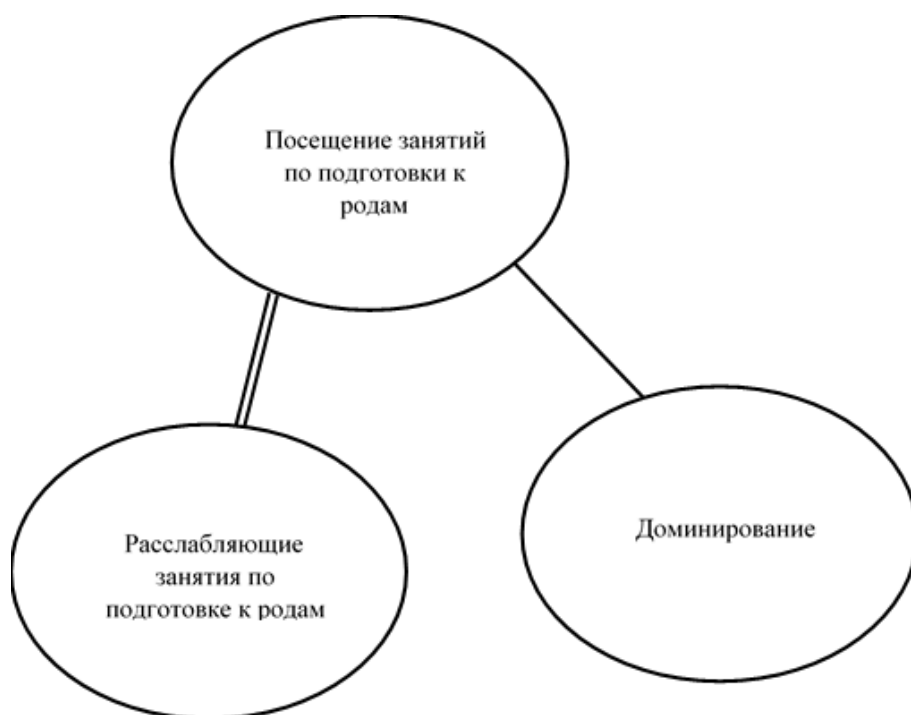 Посещение занятий
по подготовки к
родам
Расслабляющие
занятия по
подготовке к родам
Доминирование